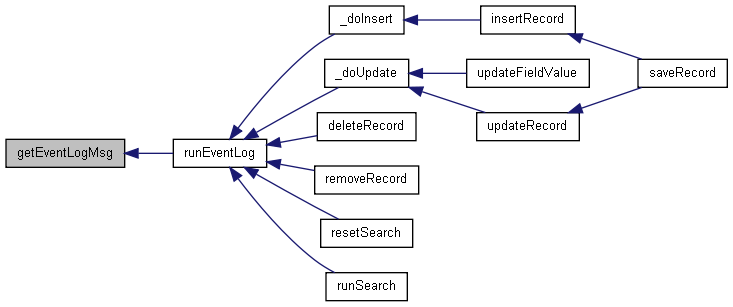 _doInsert
insertRecord
_doUpdate
updateFieldValue
saveRecord
deleteRecord
updateRecord
getEventLogMsg
runEventLog
removeRecord
resetSearch
runSearch